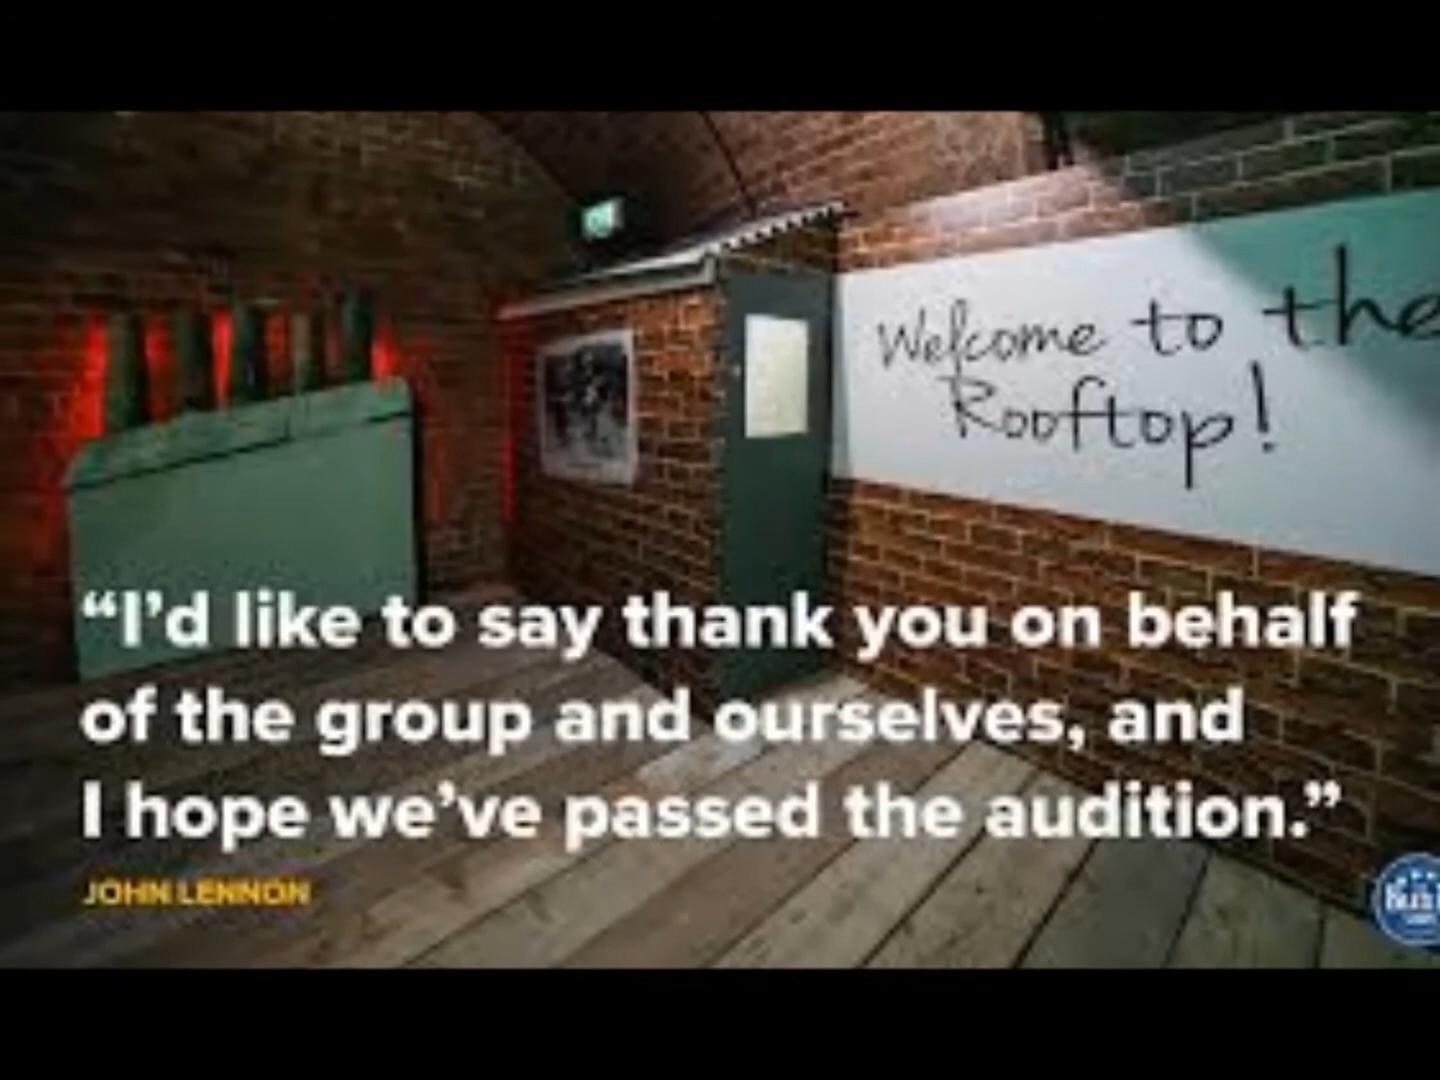 Welcome to the
Rooftop!
“I’d like to say thank you on behalf
of the group and ourselves, and
I hope we’ve passed the audition.”
JOHN LENNON